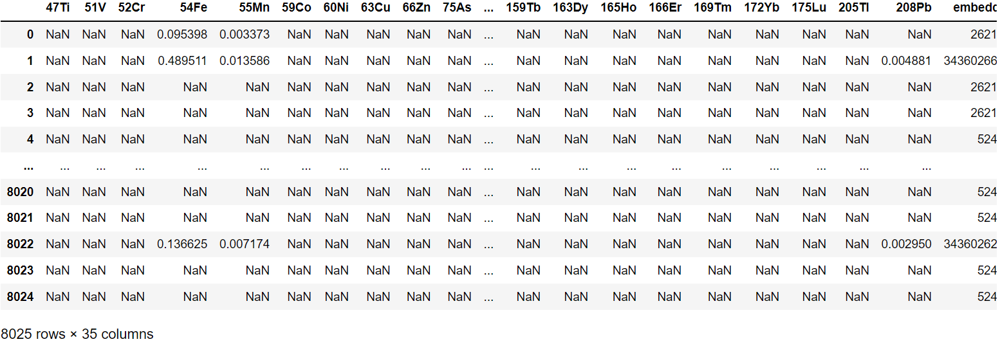 47Ti 51V 52Cr 54Fe 55Mn 59Co 60Ni 63Cu 66Zn 75As ... 159Tb 163Dy 165Ho 166Er 169Tm 172Yb 175Lu 205Tl 208Pb embedd
0 NaN NaN NaN 0.095398 0.003373 NaN NaN NaN NaN NaN ... NaN NaN NaN NaN NaN NaN NaN NaN NaN 2621
1 NaN NaN NaN 0.489511 0.013586 NaN NaN NaN NaN NaN ... NaN NaN NaN NaN NaN NaN NaN NaN 0.004881 34360266
2 NaN NaN NaN NaN NaN NaN NaN NaN NaN NaN ... NaN NaN NaN NaN NaN NaN NaN NaN NaN 2621
3 NaN NaN NaN NaN NaN NaN NaN NaN NaN NaN ... NaN NaN NaN NaN NaN NaN NaN NaN NaN 2621
4 NaN NaN NaN NaN NaN NaN NaN NaN NaN NaN ... NaN NaN NaN NaN NaN NaN NaN NaN NaN 524
... ... ... ... ... ... ... ... ... ... ... ... ... ... ... ... ... ... ... ... ...
8020 NaN NaN NaN NaN NaN NaN NaN NaN NaN NaN ... NaN NaN NaN NaN NaN NaN NaN NaN NaN 524
8021 NaN NaN NaN NaN NaN NaN NaN NaN NaN NaN ... NaN NaN NaN NaN NaN NaN NaN NaN NaN 524
8022 NaN NaN NaN 0.136625 0.007174 NaN NaN NaN NaN NaN ... NaN NaN NaN NaN NaN NaN NaN NaN 0.002950 34360262
8023 NaN NaN NaN NaN NaN NaN NaN NaN NaN NaN ... NaN NaN NaN NaN NaN NaN NaN NaN NaN 524
8024 NaN NaN NaN NaN NaN NaN NaN NaN NaN NaN ... NaN NaN NaN NaN NaN NaN NaN NaN NaN 524
8025 rows × 35 columns